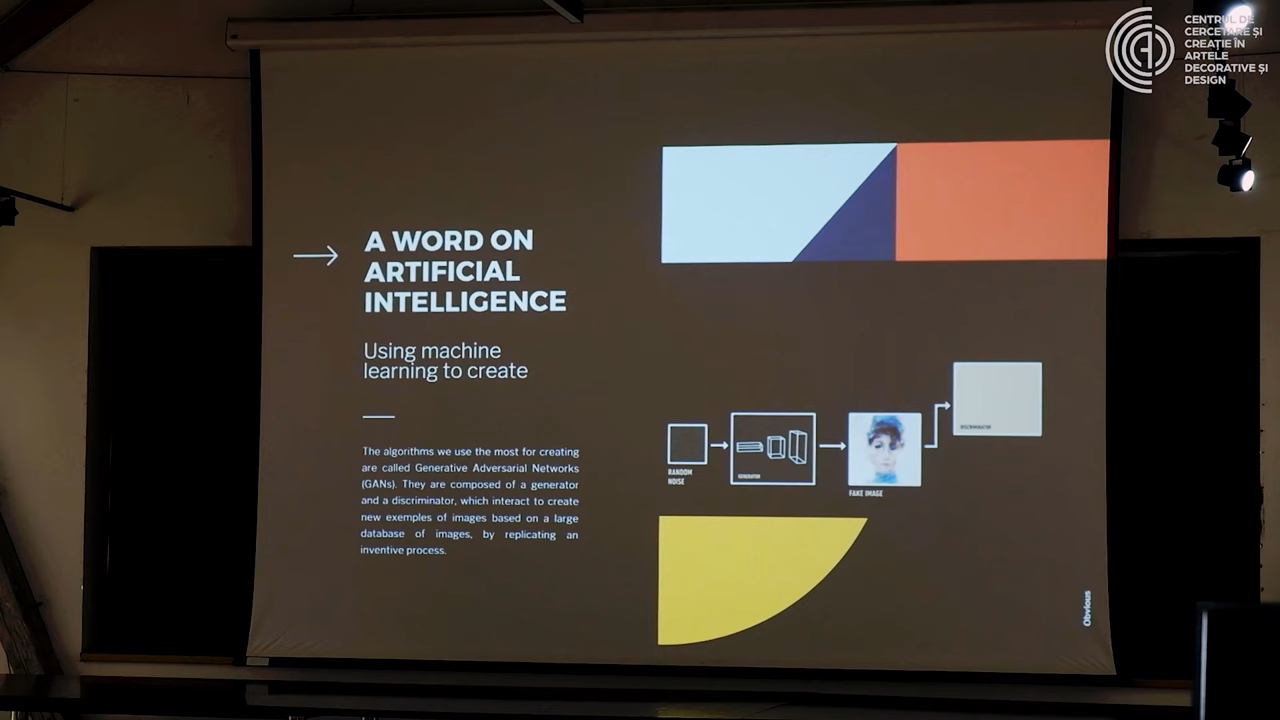 CENTRUL DE
CERCETARE ȘI
CREAȚIE ÎN
ARTELE
DECORATIVE ȘI
DESIGN
A WORD ON
ARTIFICIAL
INTELLIGENCE
Using machine
learning to create
The algorithms we use the most for creating
are called Generative Adversarial Networks
(GANs). They are composed of a generator
and a discriminator, which interact to create
new exemples of images based on a large
database of images, by replicating an
inventive process.
RANDOM
NOISE
GENERATOR
FAKE IMAGE
DISCRIMINATOR
Obvious